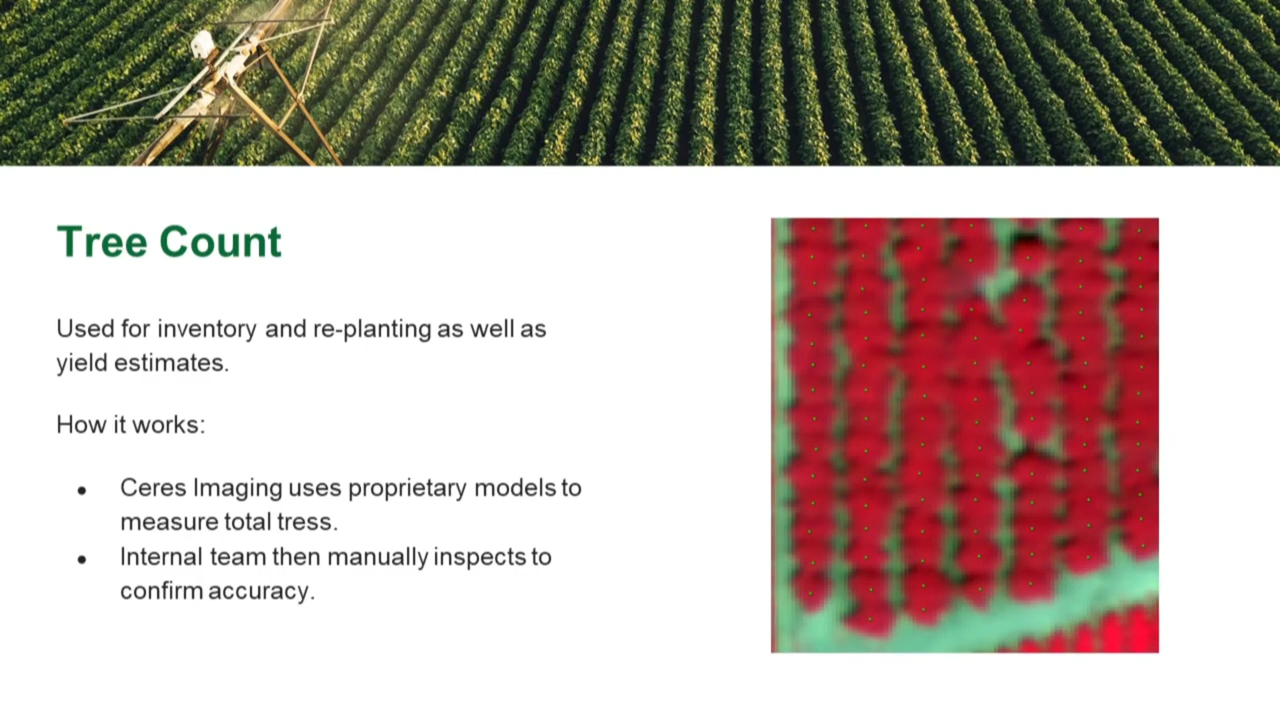 Tree Count
Used for inventory and re-planting as well as
yield estimates.
How it works:
● Ceres Imaging uses proprietary models to
measure total tress.
● Internal team then manually inspects to
confirm accuracy.